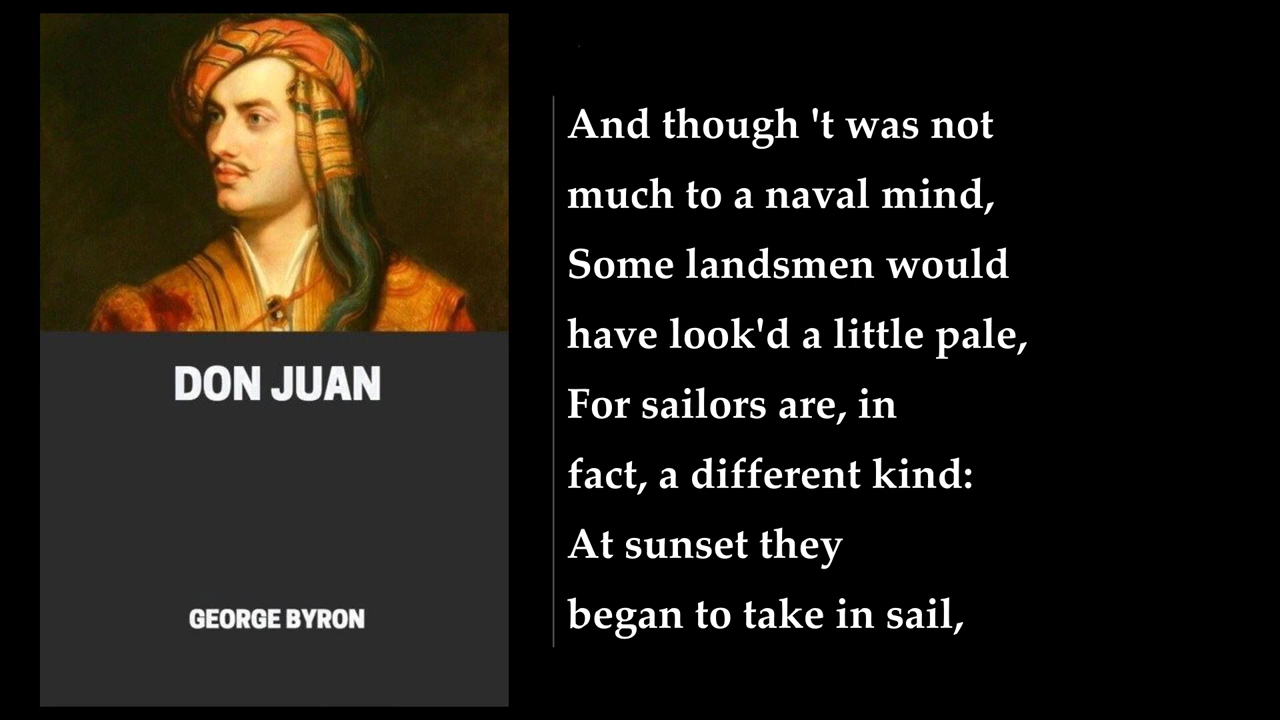 DON JUAN
GEORGE BYRON
And though 't was not
much to a naval mind,
Some landsmen would
have look'd a little pale,
For sailors are, in
fact, a different kind:
At sunset they
began to take in sail,